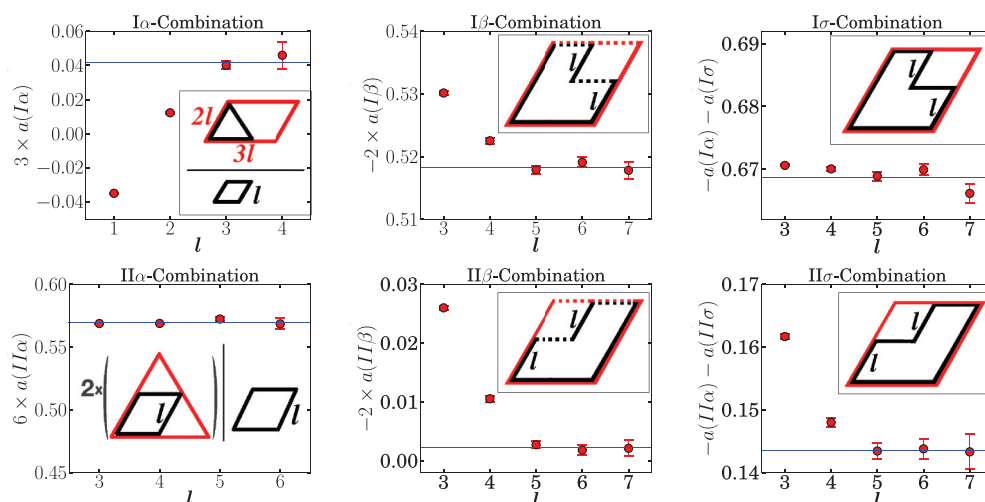 Iα-Combination
3 × a(Iα)
0.06
0.04
0.02
0.00
−0.02
−0.04
2l
3l
l
1 2 3 4
l
Iβ-Combination
−2 × a(Iβ)
0.54
0.53
0.52
0.51
l
l
3 4 5 6 7
l
Iσ-Combination
−a(Iα) − a(Iσ)
0.69
0.68
0.67
l
l
3 4 5 6 7
l
IIα-Combination
6 × a(IIα)
0.60
0.55
0.50
0.45
2×
l
l
3 4 5 6
l
IIβ-Combination
−2 × a(IIβ)
0.03
0.02
0.01
0.00
l
l
3 4 5 6 7
l
IIσ-Combination
−a(IIα) − a(IIσ)
0.17
0.16
0.15
0.14
l
l
3 4 5 6 7
l